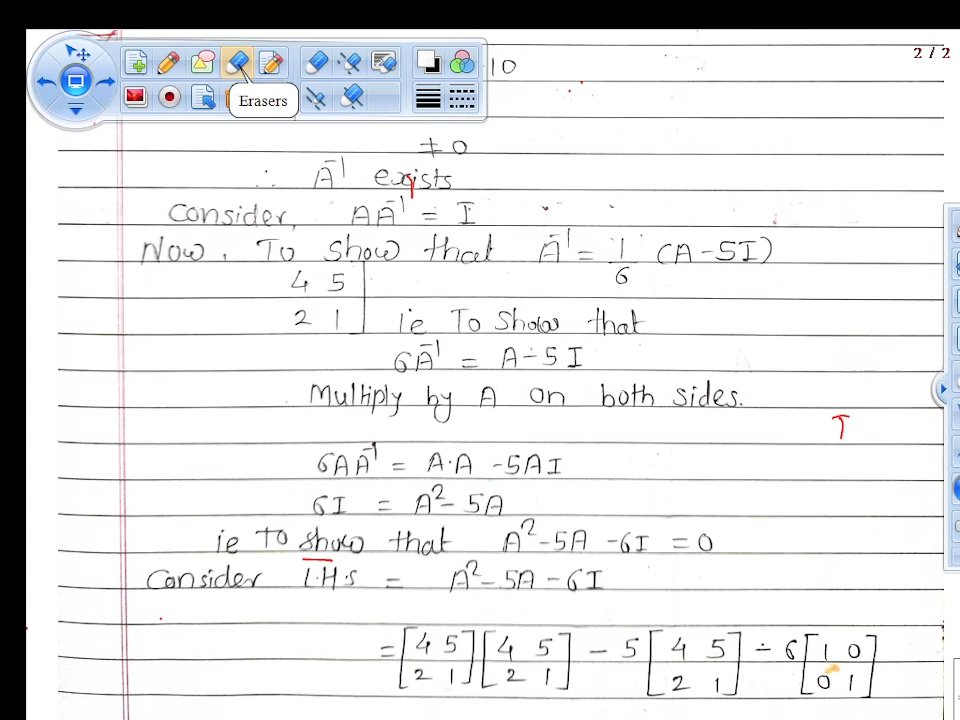 2 / 2
10
Erasers
≠ 0
∴ A⁻¹ exists
Consider, AA⁻¹ = I
Now, To show that A⁻¹ = 1/6 (A - 5I)
4 5
2 1 ie To show that
6A⁻¹ = A - 5I
Multiply by A on both sides.
I
6AA⁻¹ = A·A - 5AI
6I = A² - 5A
ie to show that A² - 5A - 6I = 0
Consider L.H.S = A² - 5A - 6I
= [4 5] [4 5] - 5 [4 5] - 6 [1 0]
[2 1] [2 1] [2 1] [0 1]